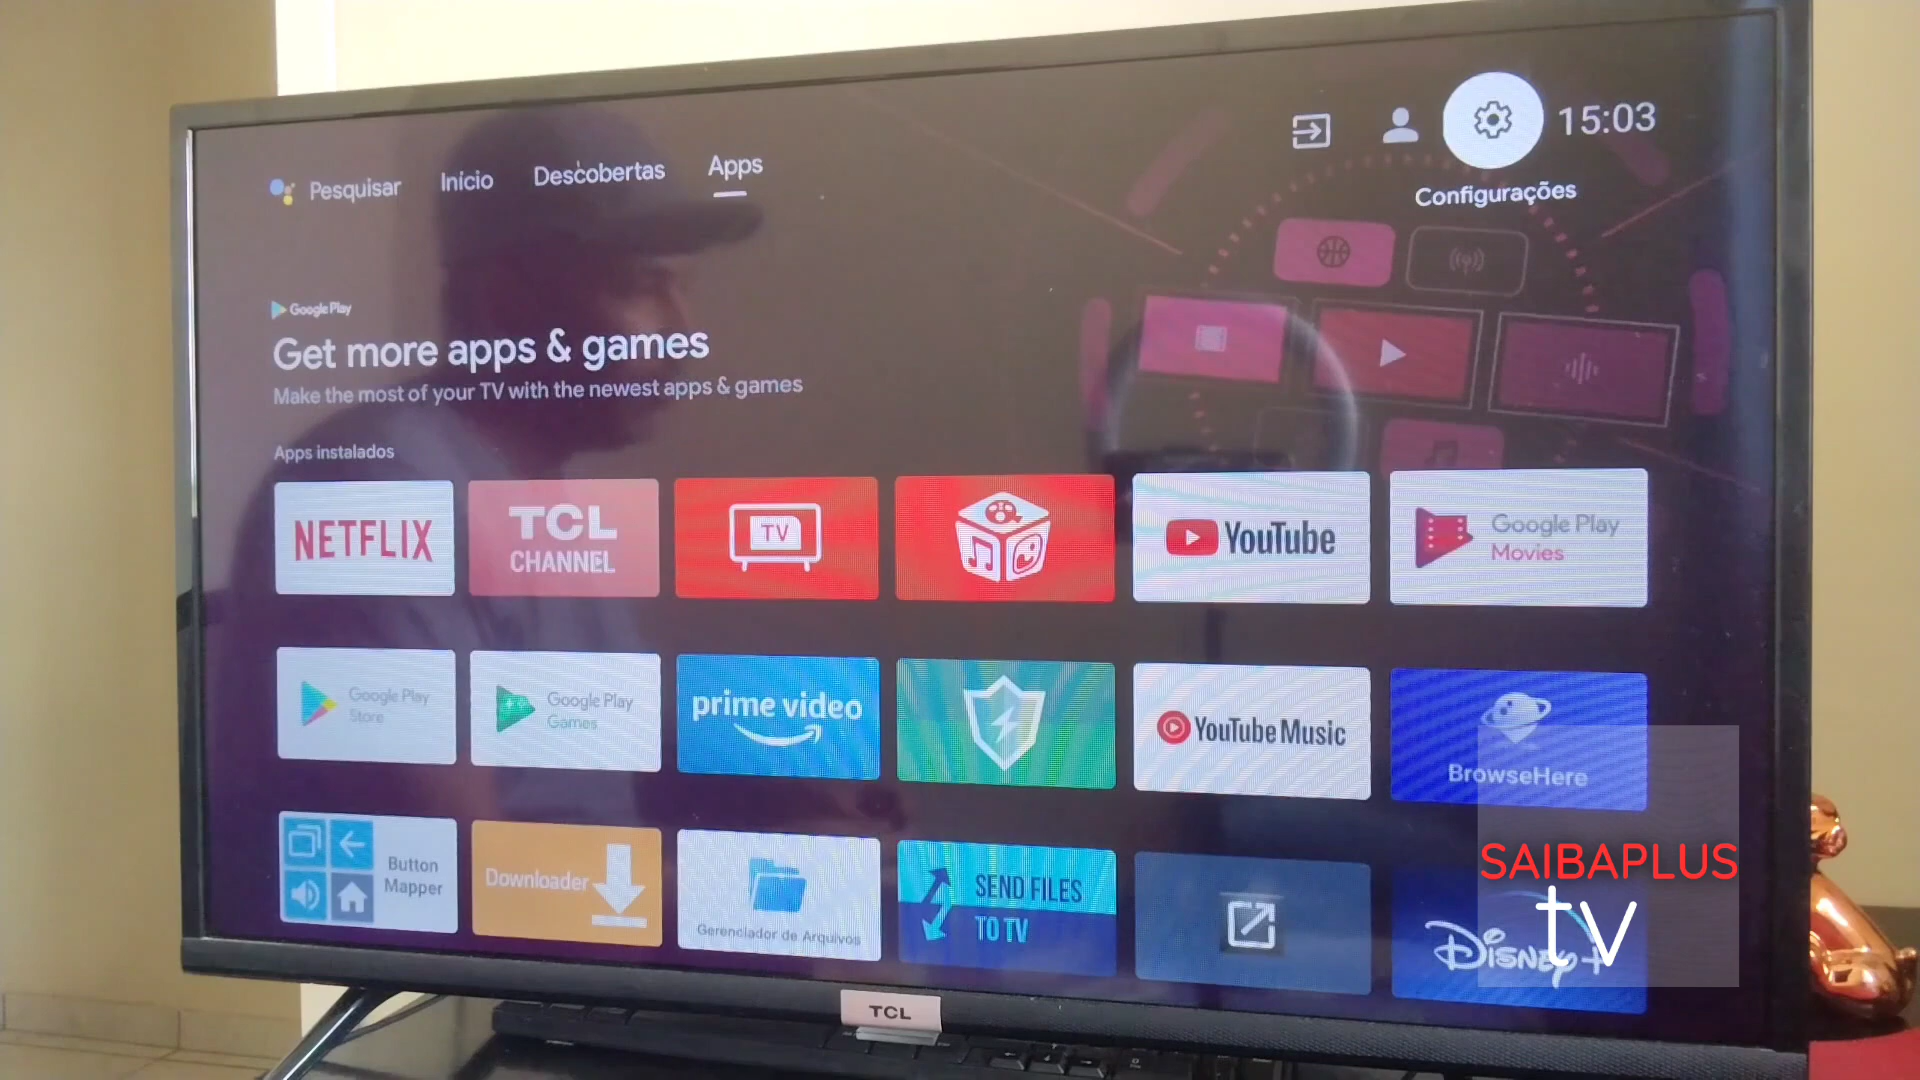 15:03
Pesquisar Início Descobertas Apps
Configurações
Google Play
Get more apps & games
Make the most of your TV with the newest apps & games
Apps instalados
NETFLIX
TCL
CHANNEL
TV
YouTube
Google Play
Movies
Google Play
Store
Google Play
Games
prime video
YouTube Music
BrowseHere
Button
Mapper
Downloader
Gerenciador de Arquivos
SEND FILES
TO TV
Disney+
SAIBAPLUS
tv
TCL